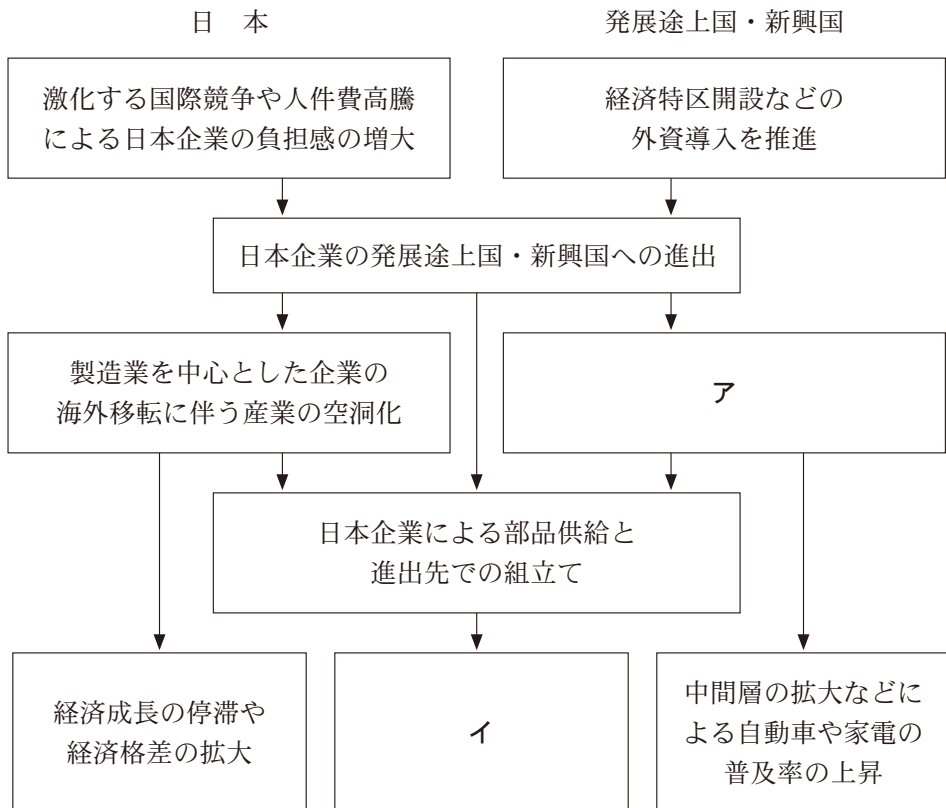 日　本
発展途上国・新興国
激化する国際競争や人件費高騰
による日本企業の負担感の増大
経済特区開設などの
外資導入を推進
日本企業の発展途上国・新興国への進出
製造業を中心とした企業の
海外移転に伴う産業の空洞化
ア
日本企業による部品供給と
進出先での組立て
経済成長の停滞や
経済格差の拡大
イ
中間層の拡大などに
よる自動車や家電の
普及率の上昇